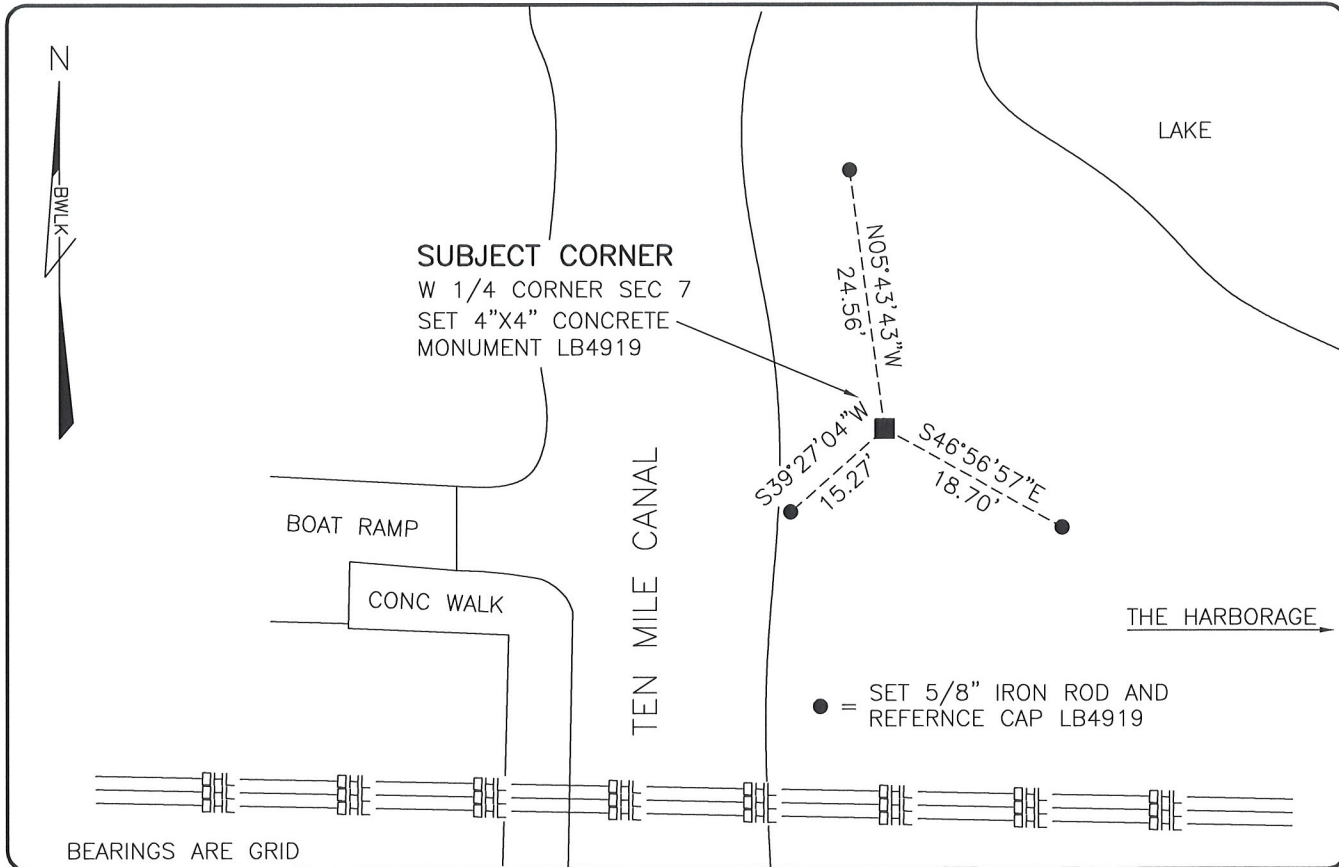 N
BWLK
LAKE
SUBJECT CORNER
W 1/4 CORNER SEC 7
SET 4"X4" CONCRETE
MONUMENT LB4919
N05°43'43"W
24.56'
S39°27'04"W
15.27'
S46°56'57"E
18.70'
BOAT RAMP
CONC WALK
TEN MILE CANAL
THE HARBORAGE
= SET 5/8" IRON ROD AND
REFERNCE CAP LB4919
BEARINGS ARE GRID